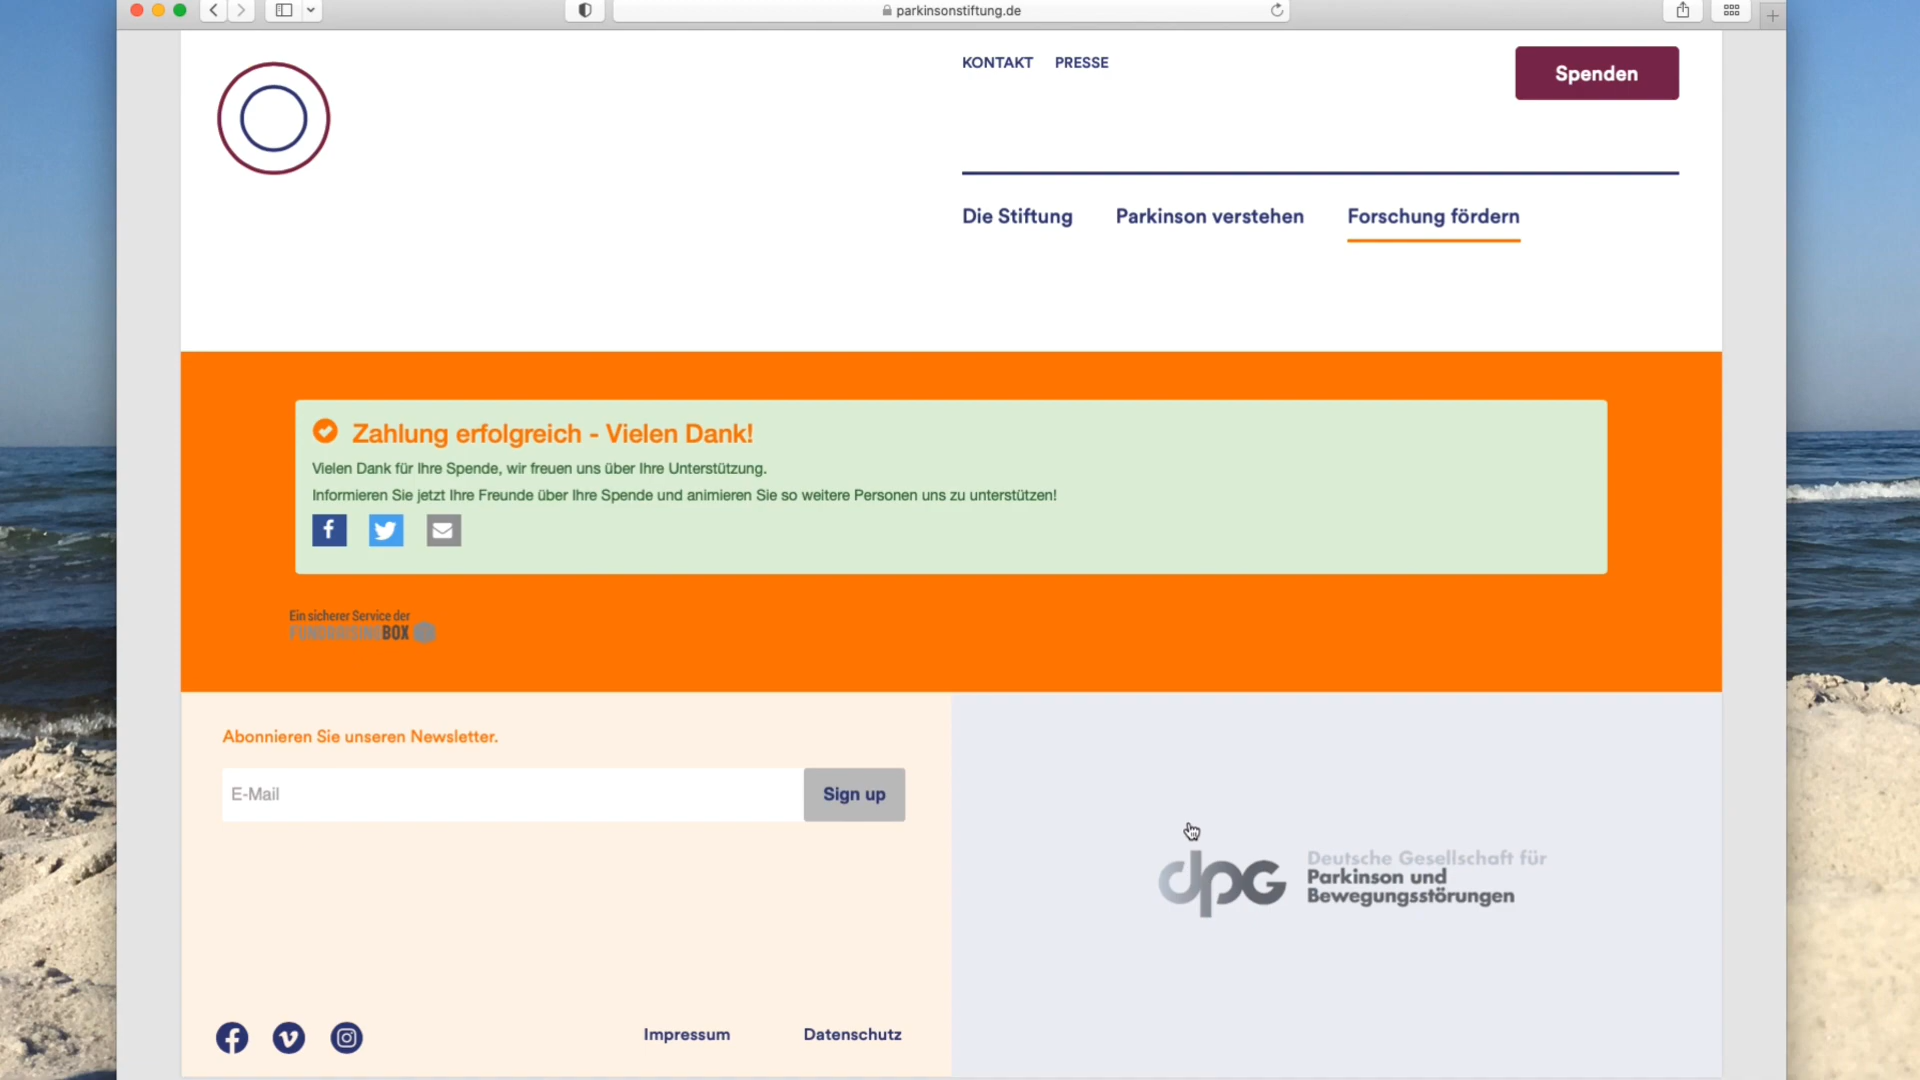 parkinsonstiftung.de
KONTAKT PRESSE
Spenden
Die Stiftung Parkinson verstehen Forschung fördern
Zahlung erfolgreich - Vielen Dank!
Vielen Dank für Ihre Spende, wir freuen uns über Ihre Unterstützung.
Informieren Sie jetzt Ihre Freunde über Ihre Spende und animieren Sie so weitere Personen uns zu unterstützen!
Ein sicherer Service der
FUNDRAISINGBOX
Abonnieren Sie unseren Newsletter.
E-Mail
Sign up
dpg
Deutsche Gesellschaft für
Parkinson und
Bewegungsstörungen
Impressum Datenschutz